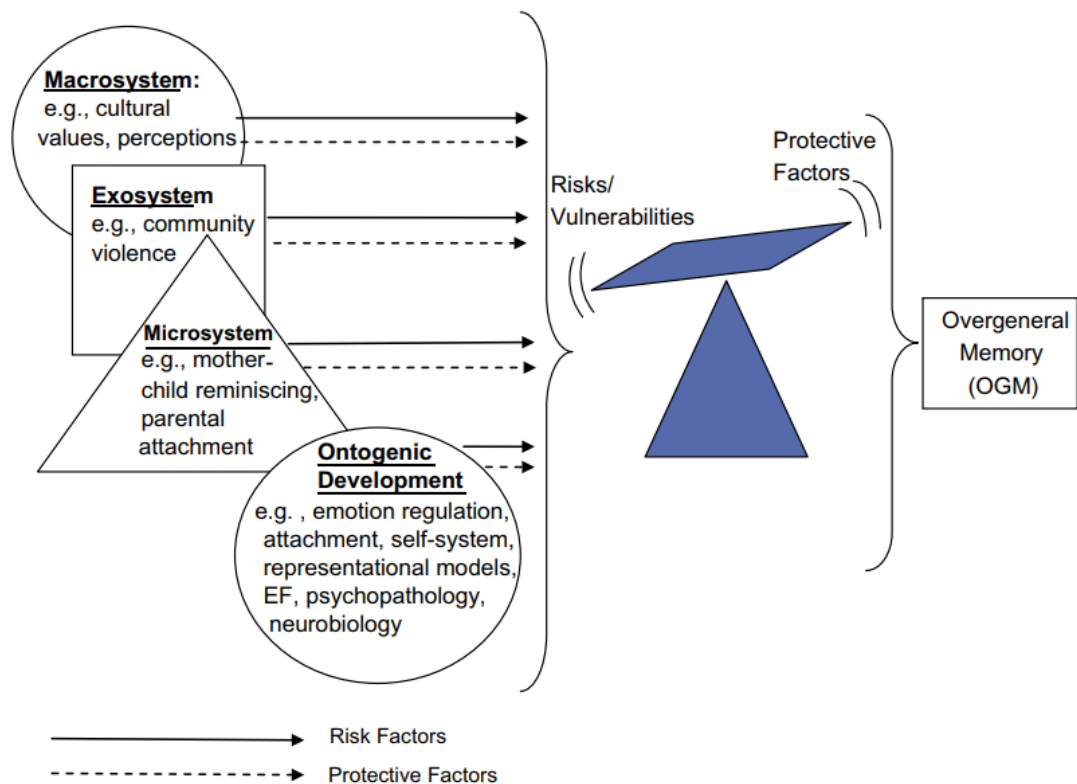 Macrosystem:
e.g., cultural
values, perceptions
Exosystem
e.g., community
violence
Microsystem
e.g., mother-
child reminiscing,
parental
attachment
Ontogenic
Development
e.g. , emotion regulation,
attachment, self-system,
representational models,
EF, psychopathology,
neurobiology
Risks/
Vulnerabilities
Protective
Factors
Overgeneral
Memory
(OGM)
Risk Factors
Protective Factors